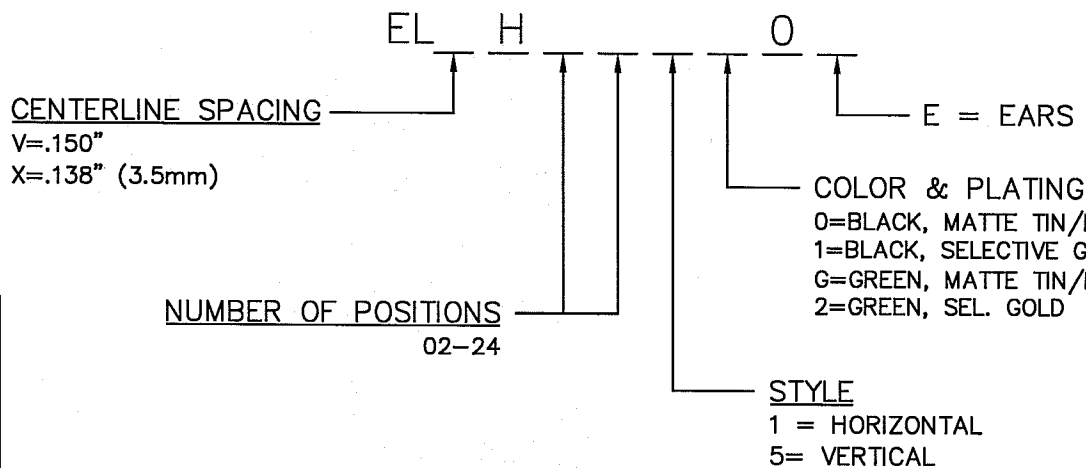 EL_ H _ _ _ _ 0 _
CENTERLINE SPACING
V=.150"
X=.138" (3.5mm)
E = EARS
COLOR & PLATING
0=BLACK, MATTE TIN/
1=BLACK, SELECTIVE G
G=GREEN, MATTE TIN/
2=GREEN, SEL. GOLD
NUMBER OF POSITIONS
02-24
STYLE
1 = HORIZONTAL
5= VERTICAL